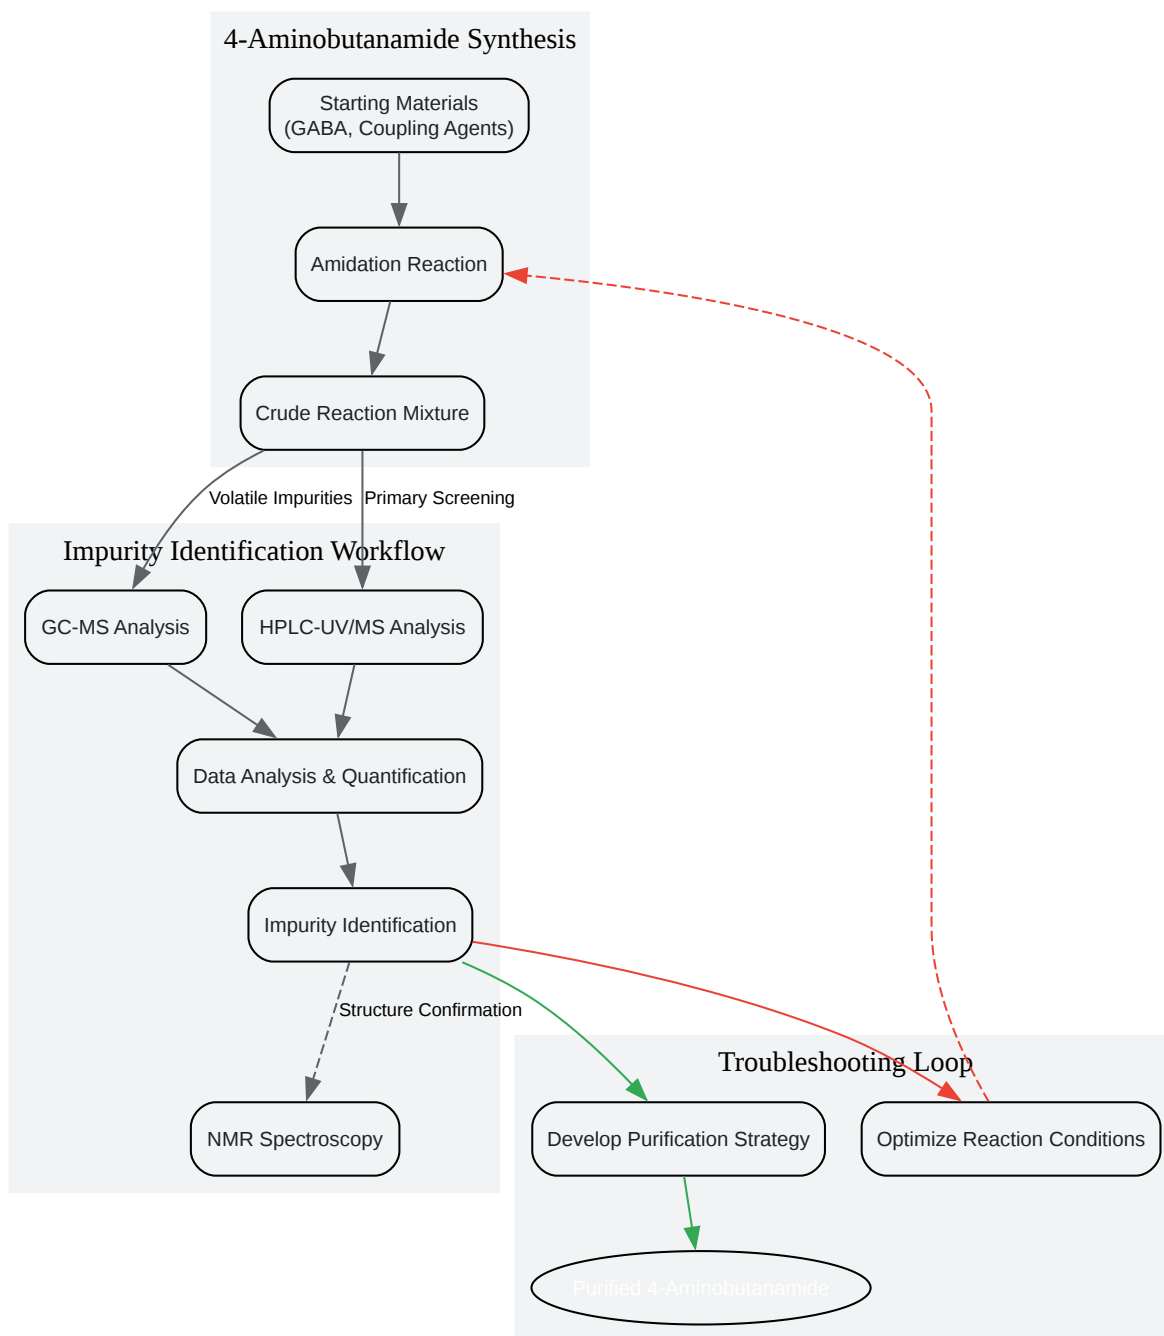 4-Aminobutanamide Synthesis
Starting Materials
(GABA, Coupling Agents)
Amidation Reaction
Crude Reaction Mixture
Volatile Impurities
Primary Screening
Impurity Identification Workflow
GC-MS Analysis
HPLC-UV/MS Analysis
Data Analysis & Quantification
Impurity Identification
Structure Confirmation
NMR Spectroscopy
Troubleshooting Loop
Develop Purification Strategy
Optimize Reaction Conditions
Purified 4-Aminobutanamide